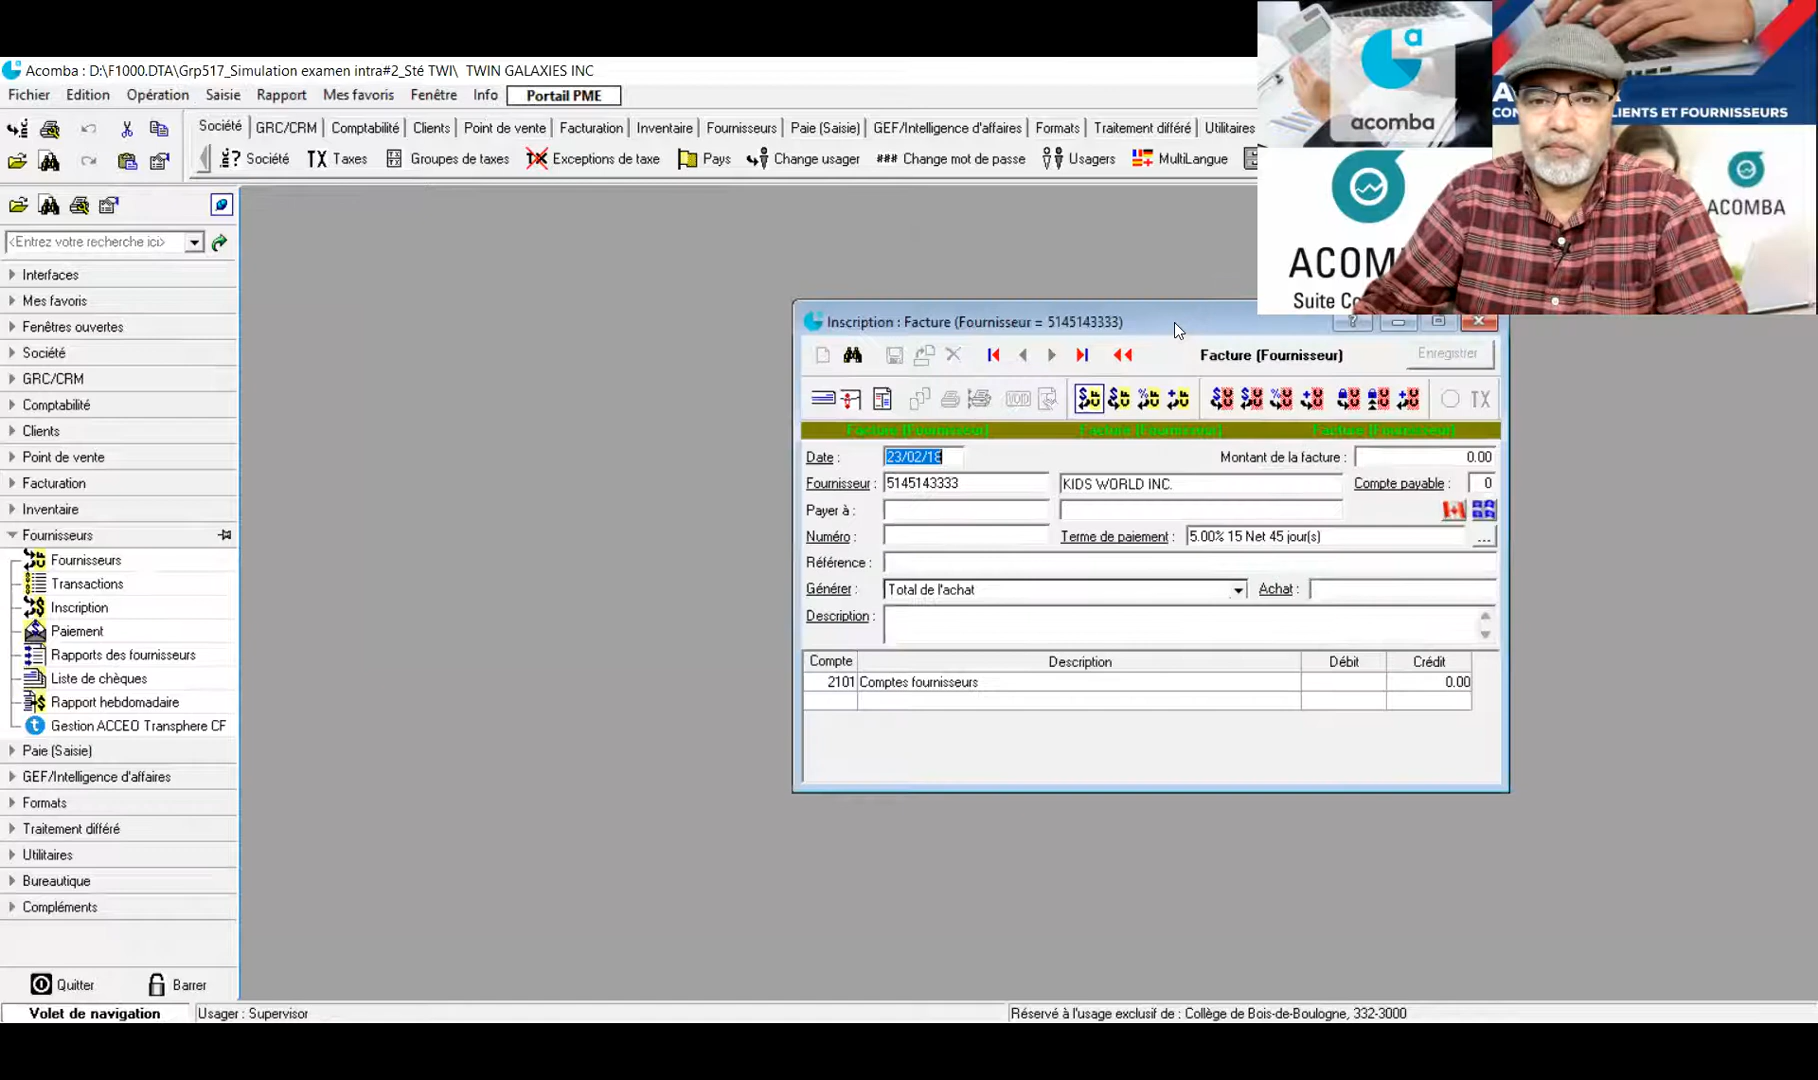 Acomba : D:\F1000.DTA\Grp517_Simulation examen intra#2_Sté TWI\ TWIN GALAXIES INC
Fichier Edition Opération Saisie Rapport Mes favoris Fenêtre Info Portail PME
Société GRC/CRM Comptabilité Clients Point de vente Facturation Inventaire Fournisseurs Paie (Saisie) GEF/Intelligence d'affaires Formats Traitement différé Utilitaires
Société TX Taxes Groupes de taxes Exceptions de taxe Pays Change usager ### Change mot de passe Usagers MultiLangue
a
acomba
CLIENTS ET FOURNISSEURS
ACOMBA
<Entrez votre recherche ici>
Interfaces
Mes favoris
Fenêtres ouvertes
Société
GRC/CRM
Comptabilité
Clients
Point de vente
Facturation
Inventaire
Fournisseurs
Fournisseurs
Transactions
Inscription
Paiement
Rapports des fournisseurs
Liste de chèques
Rapport hebdomadaire
Gestion ACCEO Transphere CF
Paie (Saisie)
GEF/Intelligence d'affaires
Formats
Traitement différé
Utilitaires
Bureautique
Compléments
Quitter Barrer
Inscription : Facture (Fournisseur = 5145143333)
Facture (Fournisseur) Enregistrer
VOID TX
Facture (Fournisseur) Facture (Fournisseur) Facture (Fournisseur)
Date : 23/02/18 Montant de la facture : 0.00
Fournisseur : 5145143333 KIDS WORLD INC. Compte payable : 0
Payer à :
Numéro : Terme de paiement : 5.00% 15 Net 45 jour(s) ...
Référence :
Générer : Total de l'achat Achat :
Description :
Compte Description Débit Crédit
2101 Comptes fournisseurs 0.00
Volet de navigation Usager : Supervisor Réservé à l'usage exclusif de : Collège de Bois-de-Boulogne, 332-3000